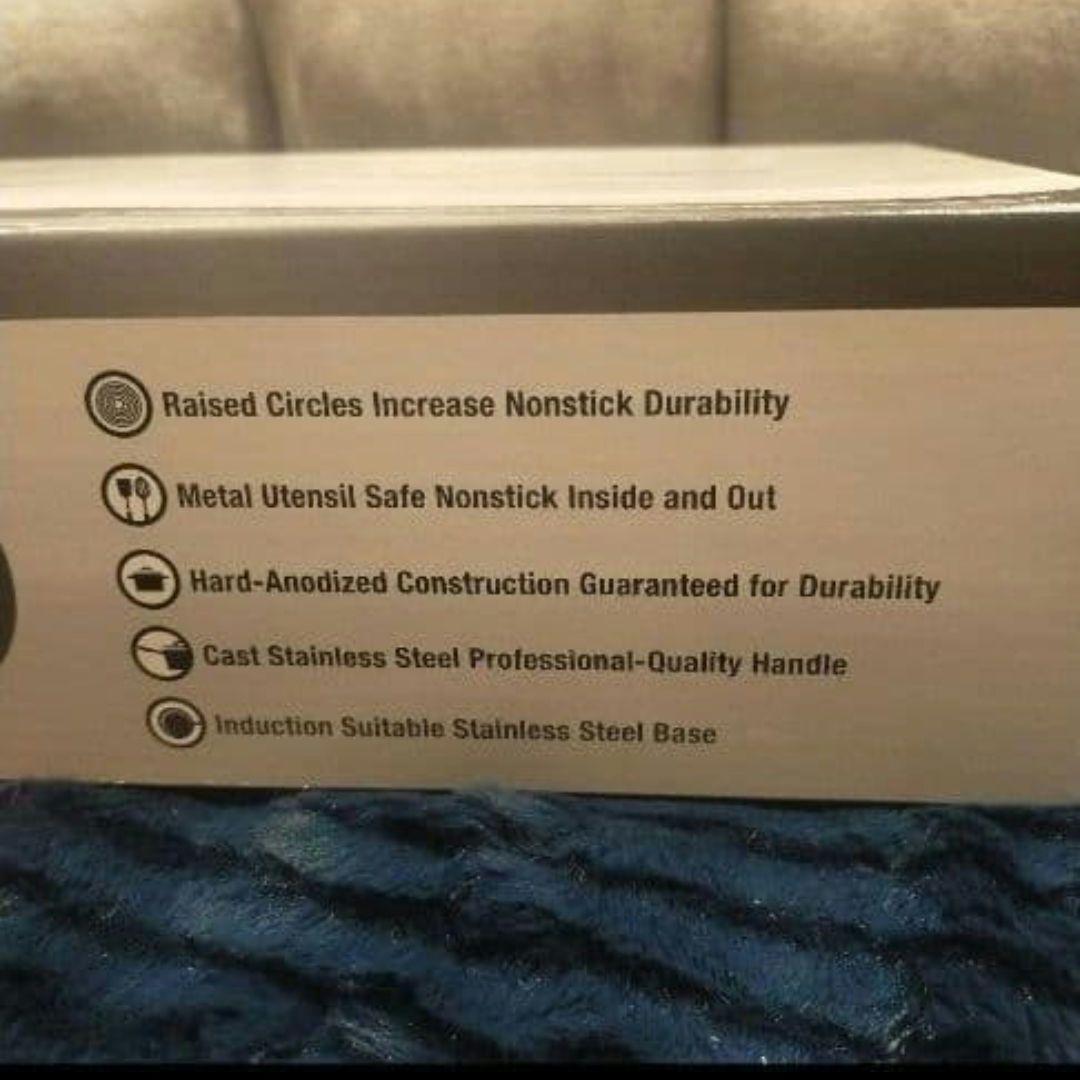 Raised Circles Increase Nonstick Durability
Metal Utensil Safe Nonstick Inside and Out
Hard-Anodized Construction Guaranteed for Durability
Cast Stainless Steel Professional-Quality Handle
Induction Suitable Stainless Steel Base